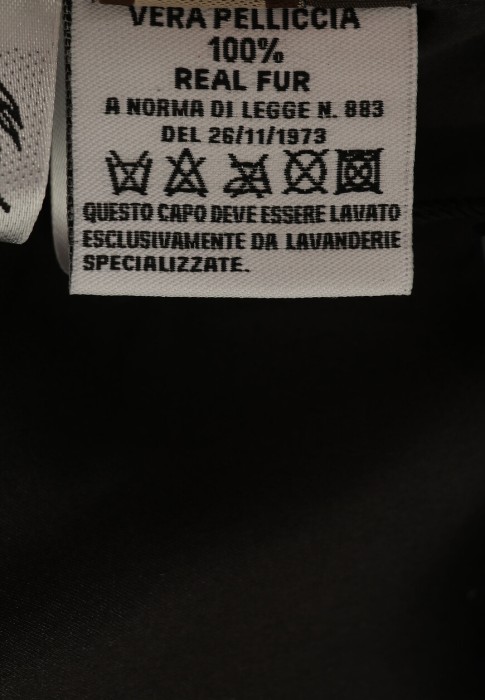 VERA PELLICCIA
100%
REAL FUR
A NORMA DI LEGGE N. 883
DEL 26/11/1973
QUESTO CAPO DEVE ESSERE LAVATO
ESCLUSIVAMENTE DA LAVANDERIE
SPECIALIZZATE.